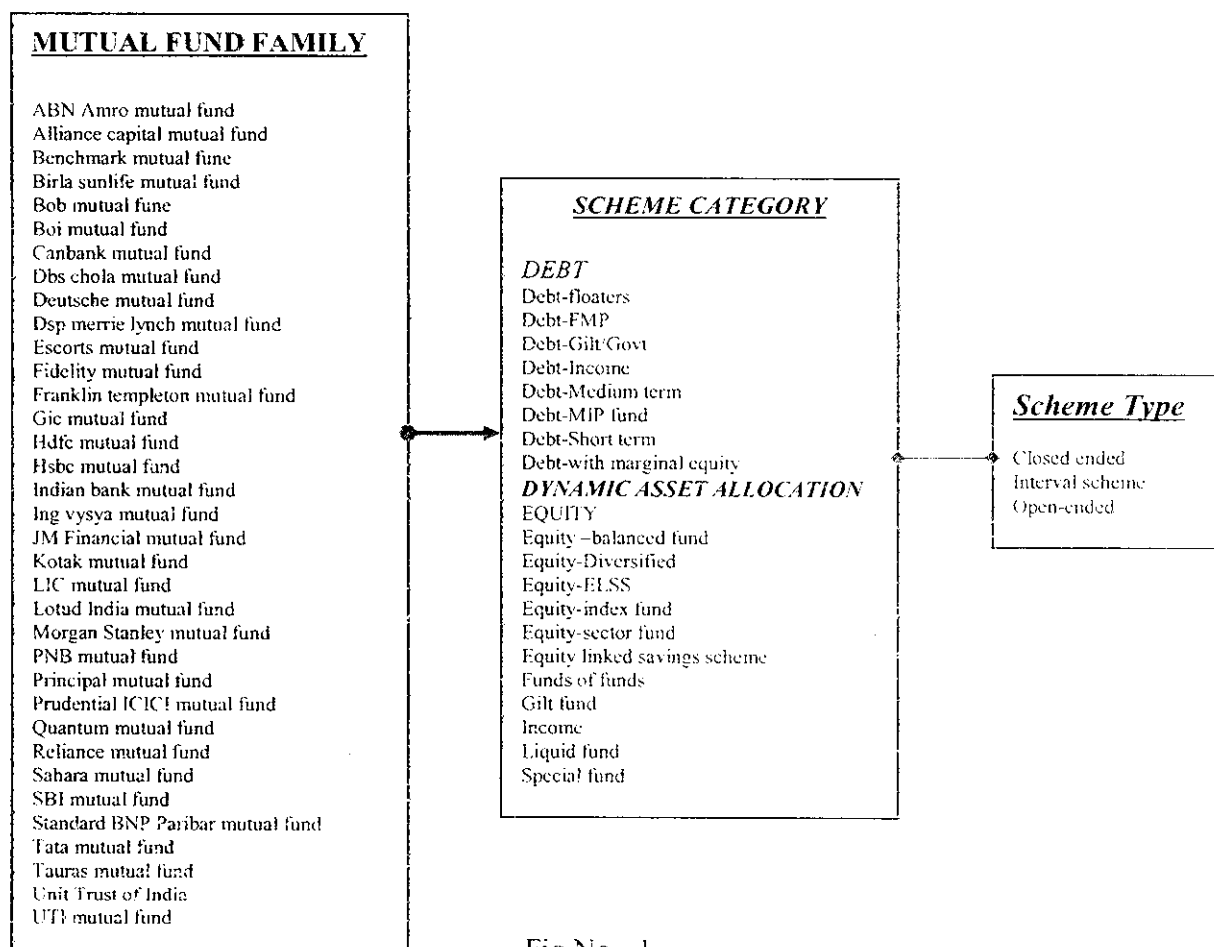 MUTUAL FUND FAMILY
ABN Amro mutual fund
Alliance capital mutual fund
Benchmark mutual fune
Birla sunlife mutual fund
Bob mutual fune
Boi mutual fund
Canbank mutual fund
Dbs chola mutual fund
Deutsche mutual fund
Dsp merrie lynch mutual fund
Escorts mutual fund
Fidelity mutual fund
Franklin templeton mutual fund
Gic mutual fund
Hdfc mutual fund
Hsbc mutual fund
Indian bank mutual fund
Ing vysya mutual fund
JM Financial mutual fund
Kotak mutual fund
LIC mutual fund
Lotud India mutual fund
Morgan Stanley mutual fund
PNB mutual fund
Principal mutual fund
Prudential ICICI mutual fund
Quantum mutual fund
Reliance mutual fund
Sahara mutual fund
SBI mutual fund
Standard BNP Paribar mutual fund
Tata mutual fund
Tauras mutual fund
Unit Trust of India
UTI mutual fund
SCHEME CATEGORY
DEBT
Debt-floaters
Debt-FMP
Debt-Gilt/Govt
Debt-Income
Debt-Medium term
Debt-MIP fund
Debt-Short term
Debt-with marginal equity
DYNAMIC ASSET ALLOCATION
EQUITY
Equity –balanced fund
Equity-Diversified
Equity-ELSS
Equity-index fund
Equity-sector fund
Equity linked savings scheme
Funds of funds
Gilt fund
Income
Liquid fund
Special fund
Scheme Type
Closed ended
Interval scheme
Open-ended